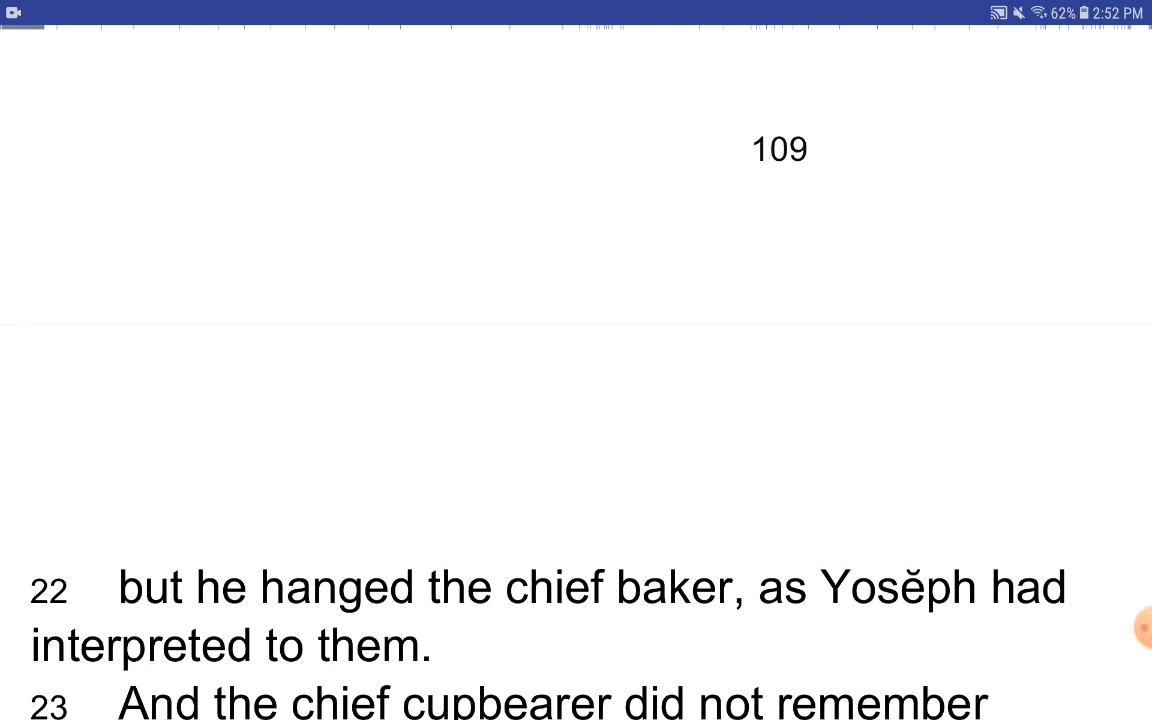 62% 2:52 PM
109
22 but he hanged the chief baker, as Yosĕph had
interpreted to them.
23 And the chief cupbearer did not remember